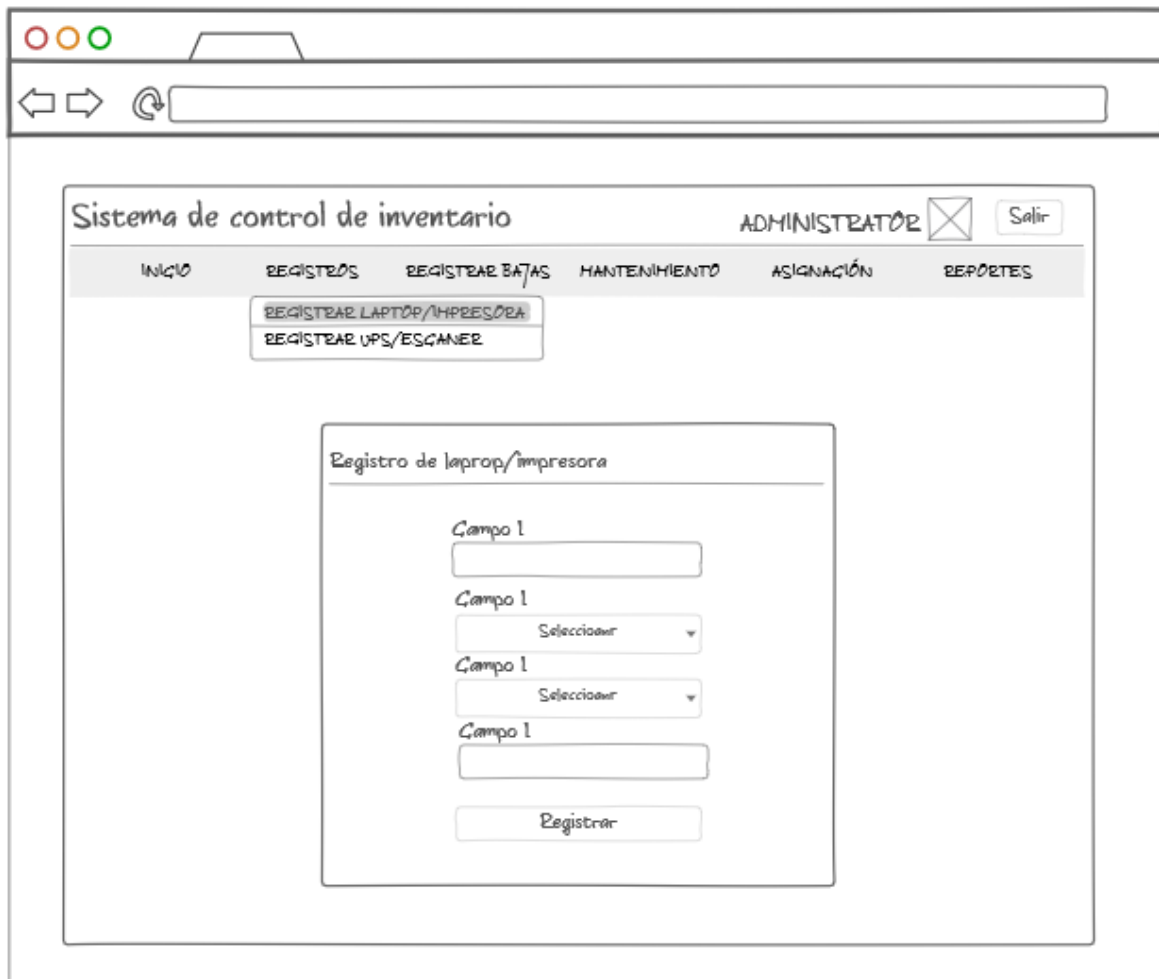 Sistema de control de inventario
ADMINISTRATOR
Salir
INICIO REGISTROS REGISTRAR BAJAS MANTENIMIENTO ASIGNACIÓN REPORTES
REGISTRAR LAPTOP/IMPRESORA
REGISTRAR UPS/ESCANER
Registro de laprop/impresora
Campo 1
Campo 1
Seleccioanr
Campo 1
Seleccioanr
Campo 1
Registrar